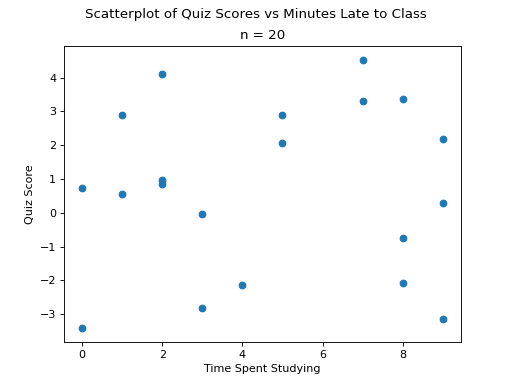 Scatterplot of Quiz Scores vs Minutes Late to Class
n = 20
4
3
2
1
0
−1
−2
−3
Quiz Score
0 2 4 6 8
Time Spent Studying